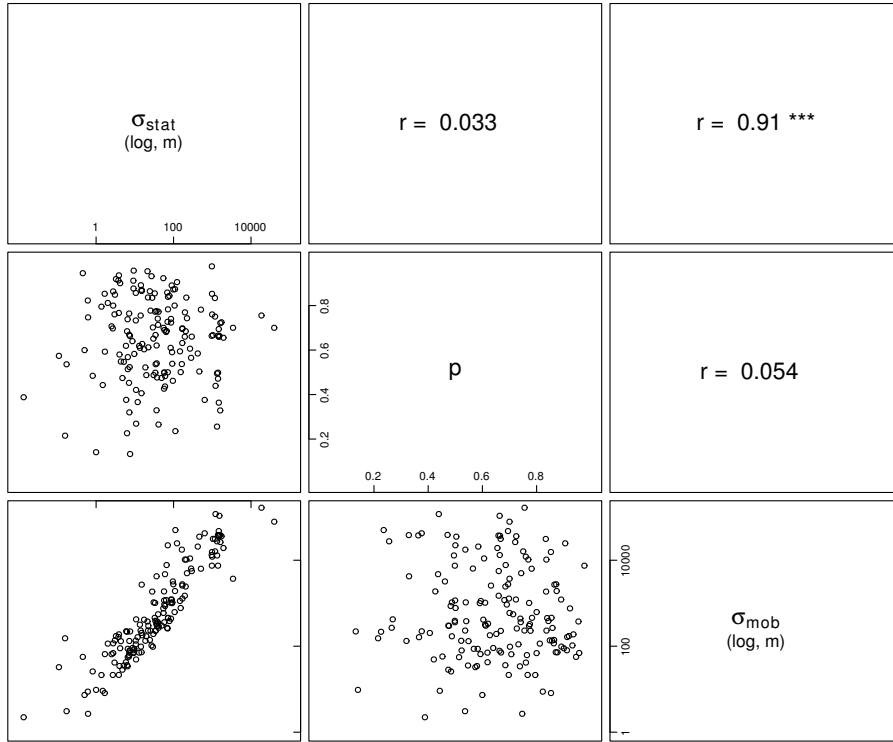 σstat
(log, m)
1 100 10000
r = 0.033
r = 0.91 ***
0.2 0.4 0.6 0.8
p
0.2 0.4 0.6 0.8
r = 0.054
σmob
(log, m)
1 100 10000